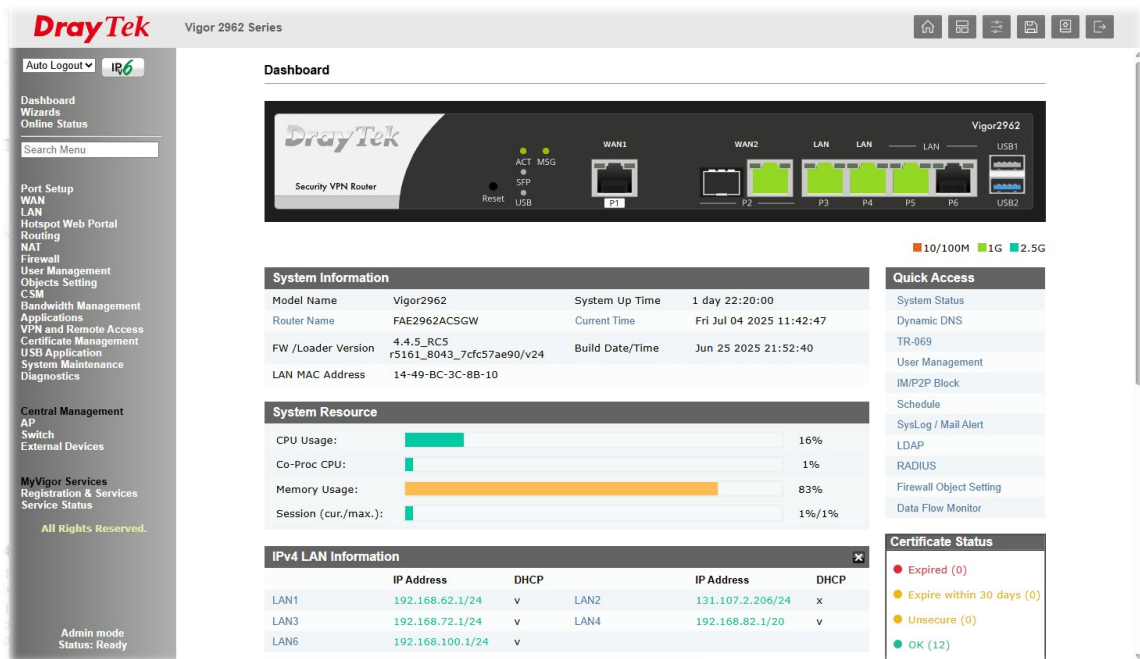 DrayTek
Vigor 2962 Series
Auto Logout
IPv6
Dashboard
Wizards
Online Status
Search Menu
Port Setup
WAN
LAN
Hotspot Web Portal
Routing
NAT
Firewall
User Management
Objects Setting
CSM
Bandwidth Management
Applications
VPN and Remote Access
Certificate Management
USB Application
System Maintenance
Diagnostics
Central Management
AP
Switch
External Devices
MyVigor Services
Registration & Services
Service Status
All Rights Reserved.
Admin mode
Status: Ready
Dashboard
DrayTek
Security VPN Router
Vigor2962
WAN1 WAN2 LAN LAN LAN USB1
ACT MSG
SFP
Reset USB
P1 P2 P3 P4 P5 P6 USB2
10/100M 1G 2.5G
System Information
Model Name Vigor2962 System Up Time 1 day 22:20:00
Router Name FAE2962ACSGW Current Time Fri Jul 04 2025 11:42:47
FW /Loader Version 4.4.5_RC5 Build Date/Time Jun 25 2025 21:52:40
r5161_8043_7cfc57ae90/v24
LAN MAC Address 14-49-BC-3C-8B-10
System Resource
CPU Usage: 16%
Co-Proc CPU: 1%
Memory Usage: 83%
Session (cur./max.): 1%/1%
IPv4 LAN Information
IP Address DHCP IP Address DHCP
LAN1 192.168.62.1/24 v LAN2 131.107.2.206/24 x
LAN3 192.168.72.1/24 v LAN4 192.168.82.1/20 v
LAN6 192.168.100.1/24 v
Quick Access
System Status
Dynamic DNS
TR-069
User Management
IM/P2P Block
Schedule
SysLog / Mail Alert
LDAP
RADIUS
Firewall Object Setting
Data Flow Monitor
Certificate Status
Expired (0)
Expire within 30 days (0)
Unsecure (0)
OK (12)